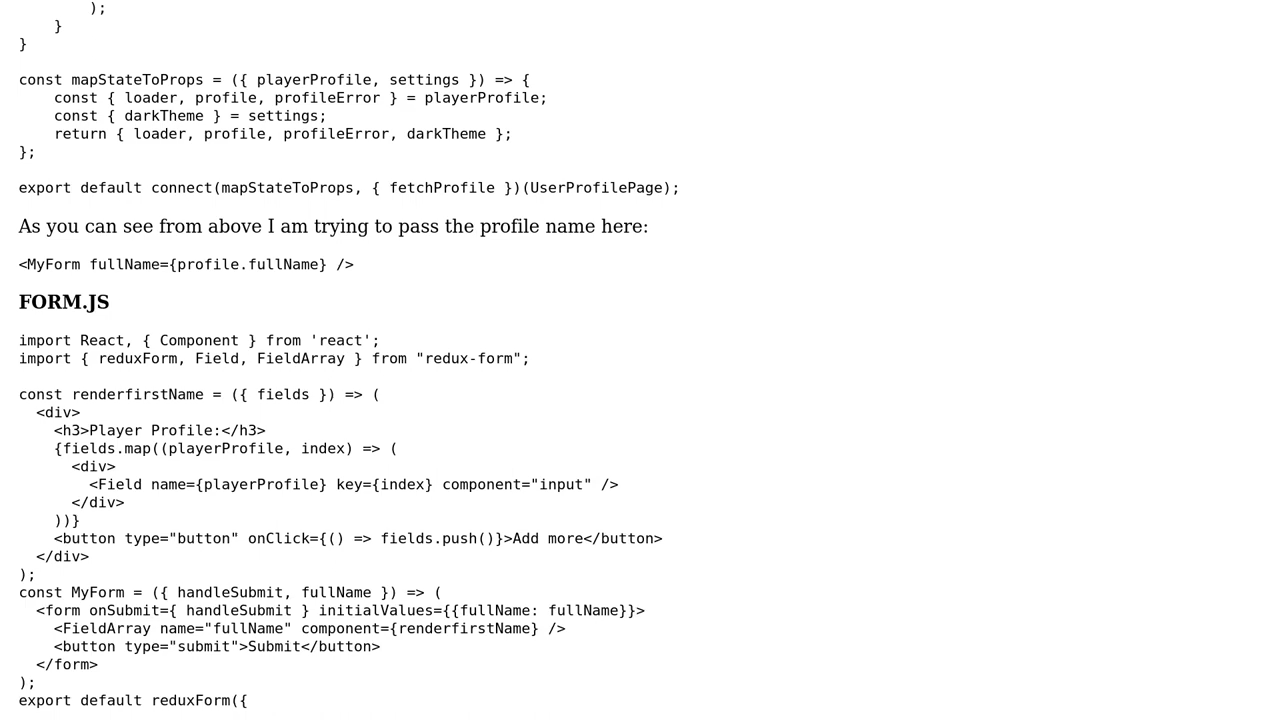 );
    }
}

const mapStateToProps = ({ playerProfile, settings }) => {
    const { loader, profile, profileError } = playerProfile;
    const { darkTheme } = settings;
    return { loader, profile, profileError, darkTheme };
};

export default connect(mapStateToProps, { fetchProfile })(UserProfilePage);

As you can see from above I am trying to pass the profile name here:

<MyForm fullName={profile.fullName} />

FORM.JS

import React, { Component } from 'react';
import { reduxForm, Field, FieldArray } from "redux-form";

const renderfirstName = ({ fields }) => (
  <div>
    <h3>Player Profile:</h3>
    {fields.map((playerProfile, index) => (
      <div>
        <Field name={playerProfile} key={index} component="input" />
      </div>
    ))}
    <button type="button" onClick={() => fields.push()}>Add more</button>
  </div>
);
const MyForm = ({ handleSubmit, fullName }) => (
  <form onSubmit={ handleSubmit } initialValues={{fullName: fullName}}>
    <FieldArray name="fullName" component={renderfirstName} />
    <button type="submit">Submit</button>
  </form>
);
export default reduxForm({